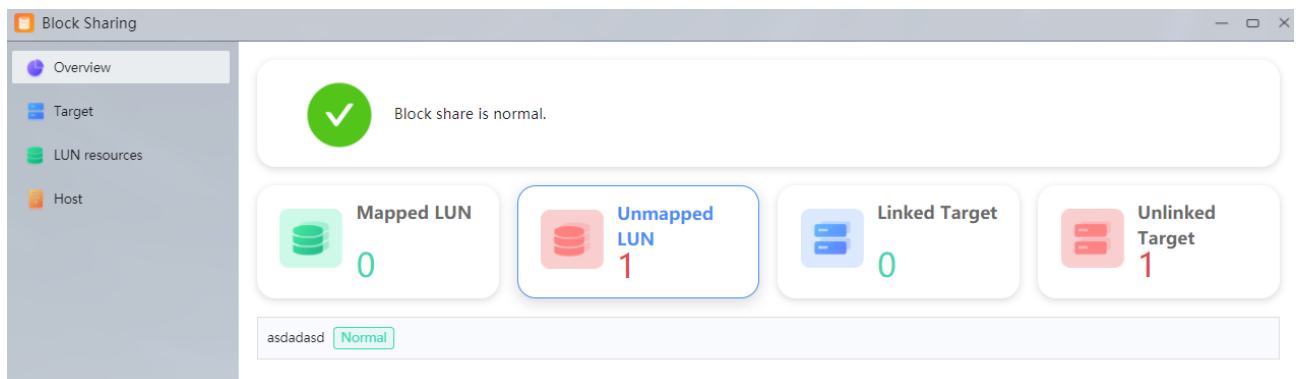 Block Sharing
Overview
Target
LUN resources
Host
Block share is normal.
Mapped LUN
0
Unmapped
LUN
1
Linked Target
0
Unlinked
Target
1
asdadasd Normal